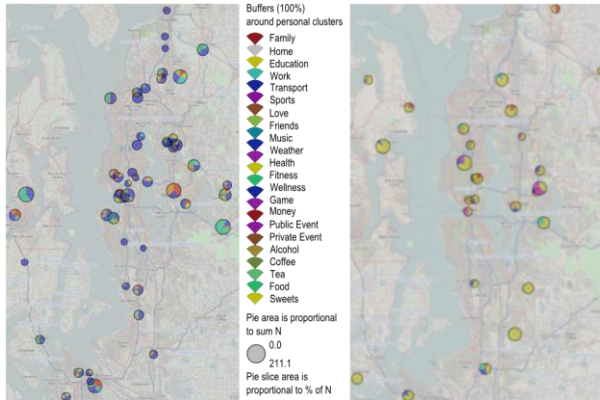 Buffers (100%)
around personal clusters
Family
Home
Education
Work
Transport
Sports
Love
Friends
Music
Weather
Health
Fitness
Wellness
Game
Money
Public Event
Private Event
Alcohol
Coffee
Tea
Food
Sweets
Pie area is proportional
to sum N
0.0
211.1
Pie slice area is
proportional to % of N